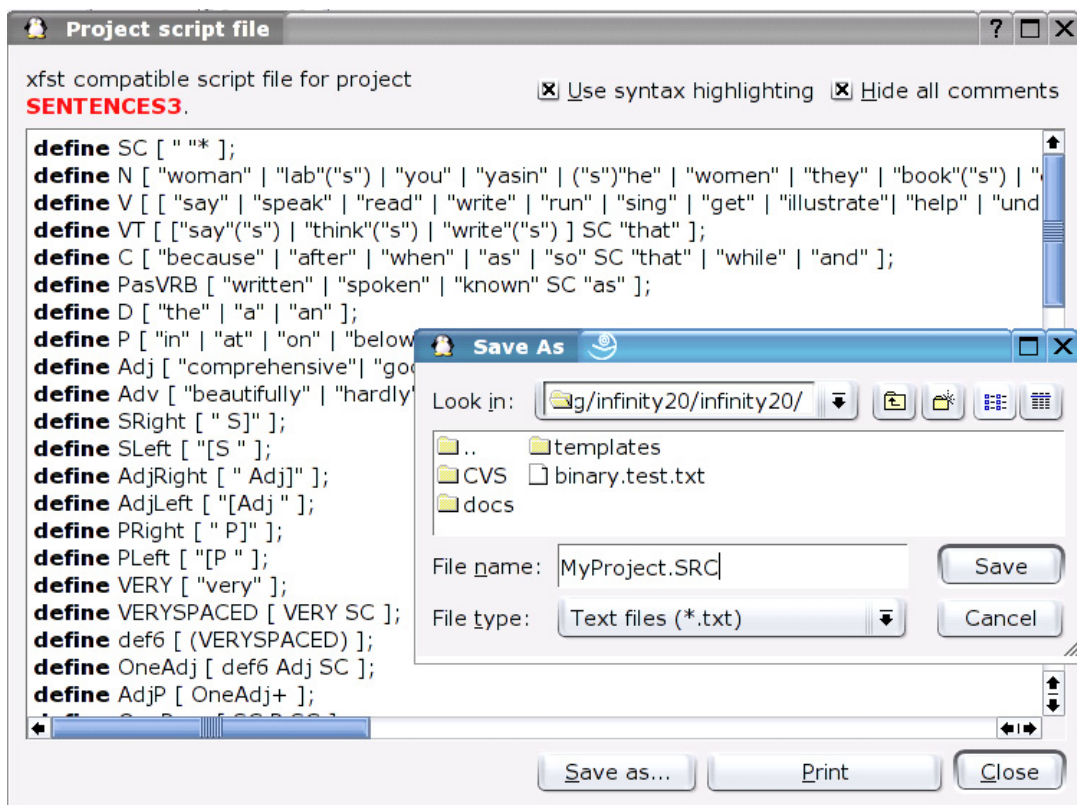 Project script file
?
xfst compatible script file for project
SENTENCES3.
Use syntax highlighting
Hide all comments
define SC [ " "* ];
define N [ "woman" | "lab"("s") | "you" | "yasin" | ("s")"he" | "women" | "they" | "book"("s") | "
define V [ [ "say" | "speak" | "read" | "write" | "run" | "sing" | "get" | "illustrate"| "help" | "und
define VT [ ["say"("s") | "think"("s") | "write"("s") ] SC "that" ];
define C [ "because" | "after" | "when" | "as" | "so" SC "that" | "while" | "and" ];
define PasVRB [ "written" | "spoken" | "known" SC "as" ];
define D [ "the" | "a" | "an" ];
define P [ "in" | "at" | "on" | "below
define Adj [ "comprehensive"| "goo
define Adv [ "beautifully" | "hardly"
define SRight [ " S]" ];
define SLeft [ "[S " ];
define AdjRight [ " Adj]" ];
define AdjLeft [ "[Adj " ];
define PRight [ " P]" ];
define PLeft [ "[P " ];
define VERY [ "very" ];
define VERYSPACED [ VERY SC ];
define def6 [ (VERYSPACED) ];
define OneAdj [ def6 Adj SC ];
define AdjP [ OneAdj+ ];
Save As
Look in:
g/infinity20/infinity20/
..
templates
CVS
binary.test.txt
docs
File name:
MyProject.SRC
Save
File type:
Text files (*.txt)
Cancel
Save as...
Print
Close